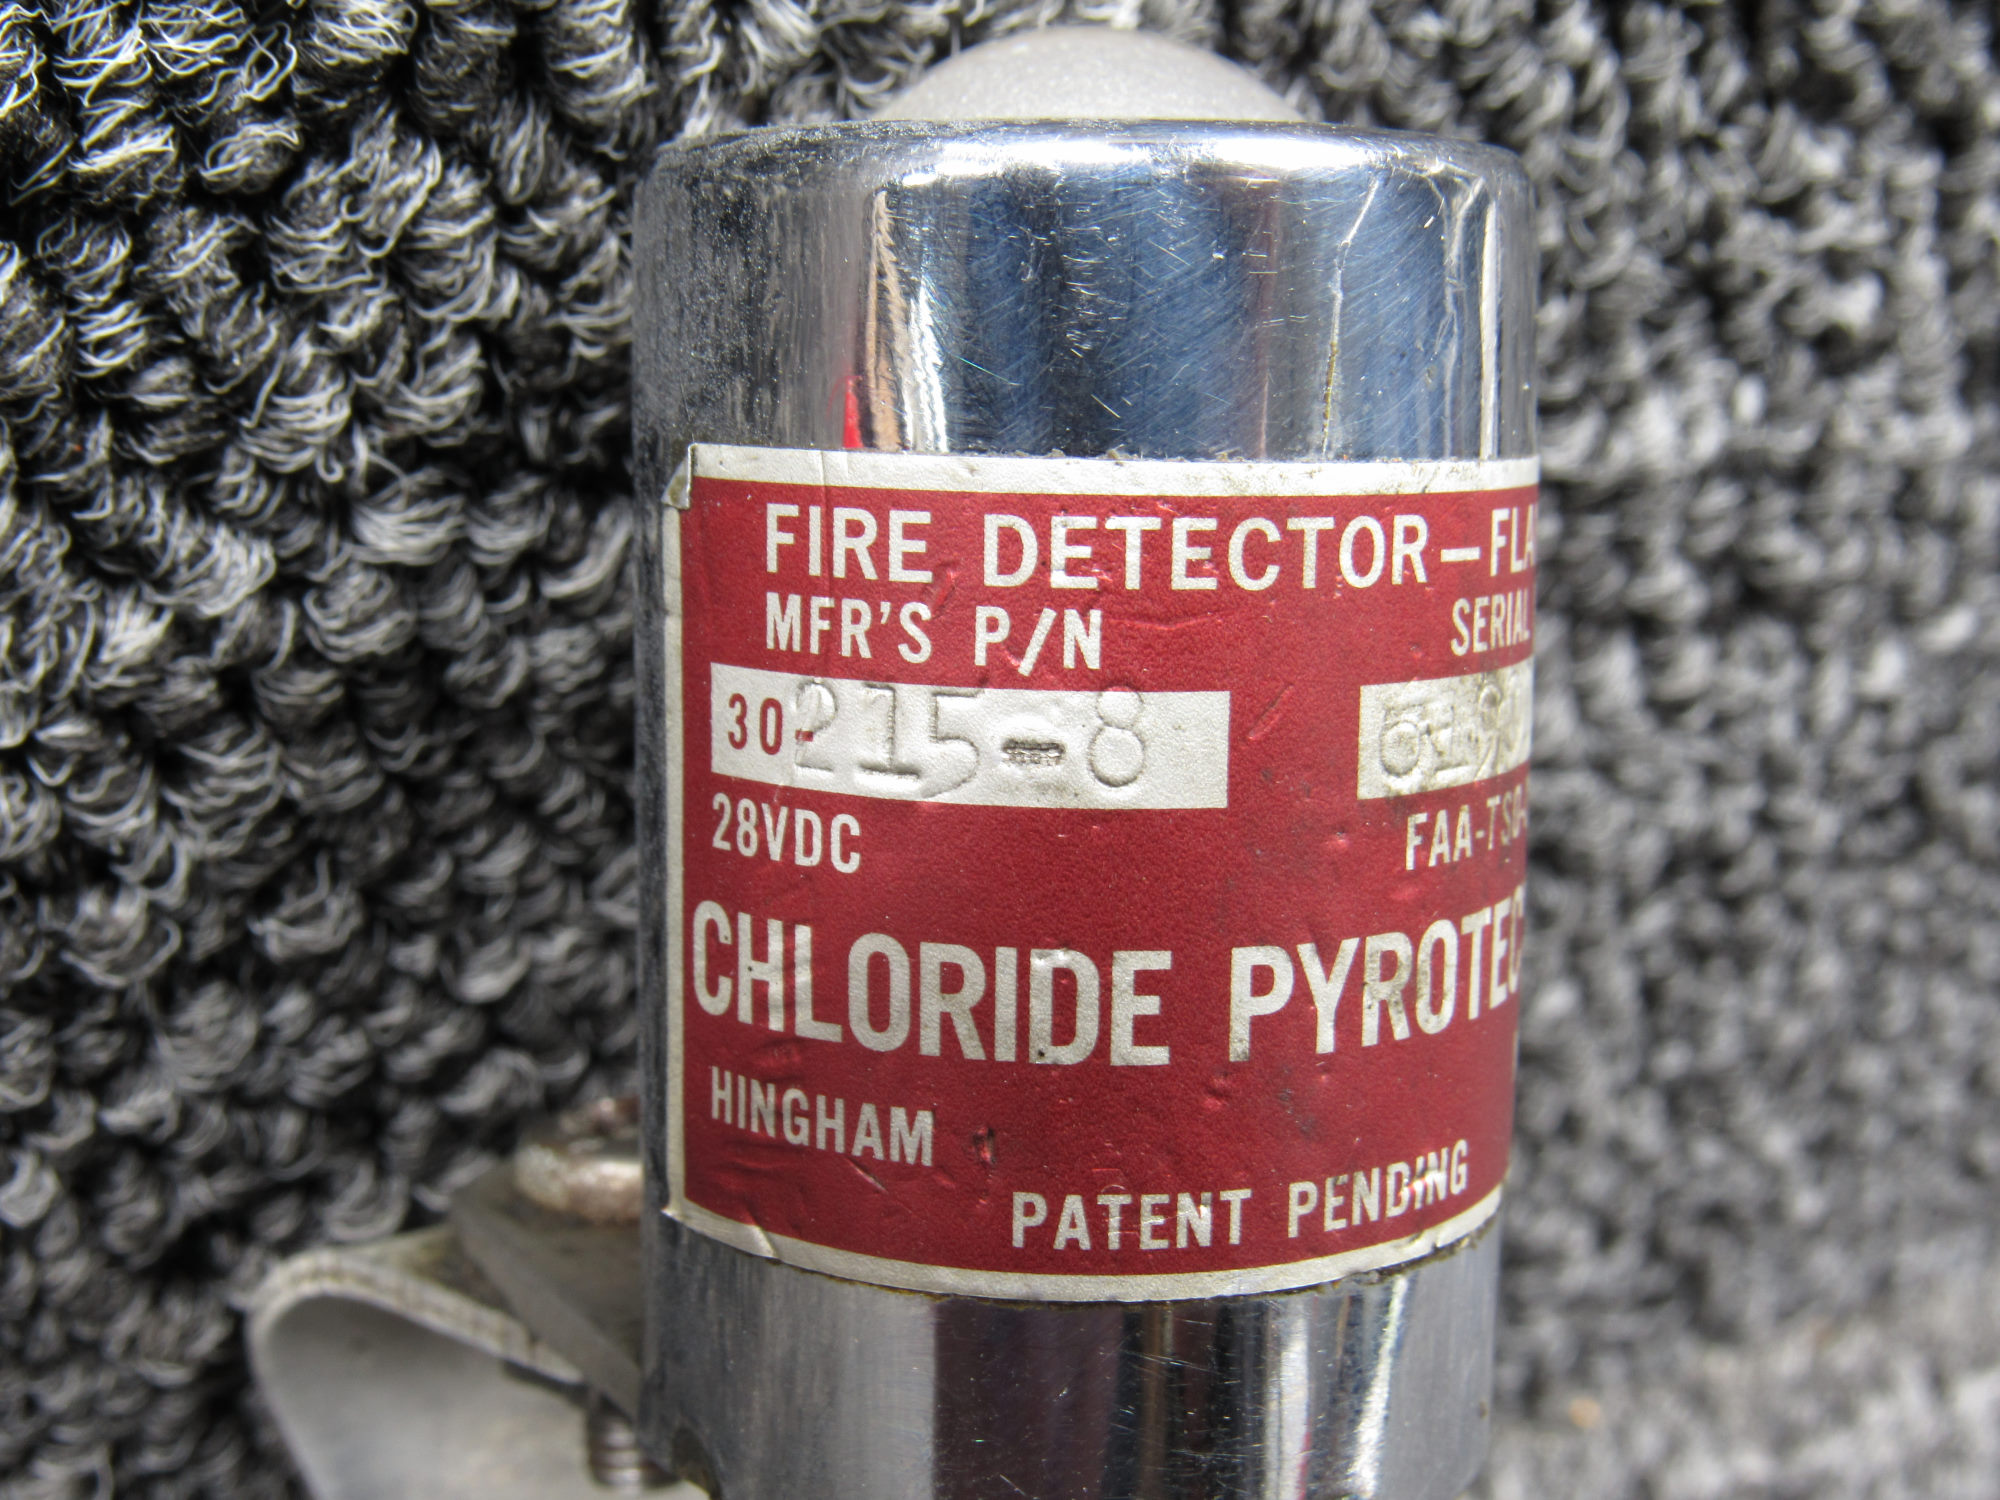 FIRE DETECTOR—FLA
MFR'S P/N SERIAL
30-215-8
28VDC FAA-TSO-
CHLORIDE PYROTEC
HINGHAM
PATENT PENDING